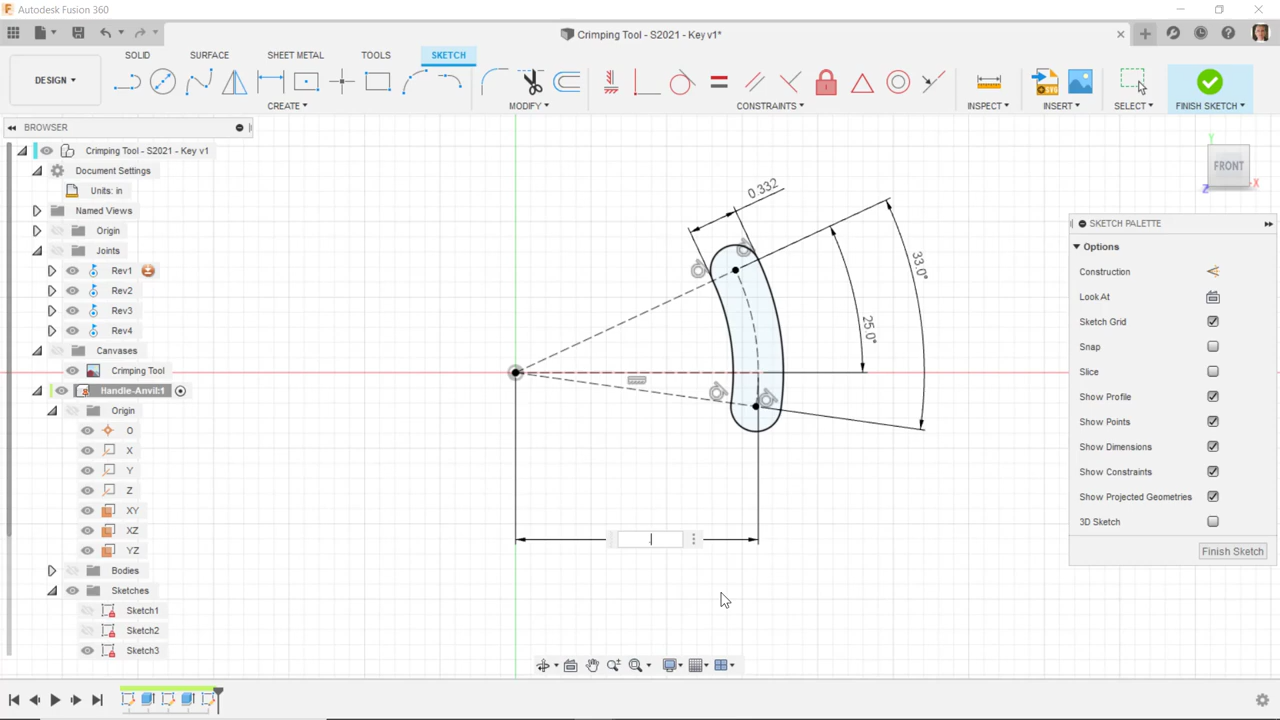 Autodesk Fusion 360
Crimping Tool - S2021 - Key v1*
SOLID SURFACE SHEET METAL TOOLS SKETCH
DESIGN ▾
CREATE ▾ MODIFY ▾ CONSTRAINTS ▾ INSPECT ▾ INSERT ▾ SELECT ▾ FINISH SKETCH ▾
BROWSER
Crimping Tool - S2021 - Key v1
Document Settings
Units: in
Named Views
Origin
Joints
Rev1
Rev2
Rev3
Rev4
Canvases
Crimping Tool
Handle-Anvil:1
Origin
O
X
Y
Z
XY
XZ
YZ
Bodies
Sketches
Sketch1
Sketch2
Sketch3
0.332
33.0°
25.0°
.
Y
FRONT
Z
X
SKETCH PALETTE
Options
Construction
Look At
Sketch Grid
Snap
Slice
Show Profile
Show Points
Show Dimensions
Show Constraints
Show Projected Geometries
3D Sketch
Finish Sketch